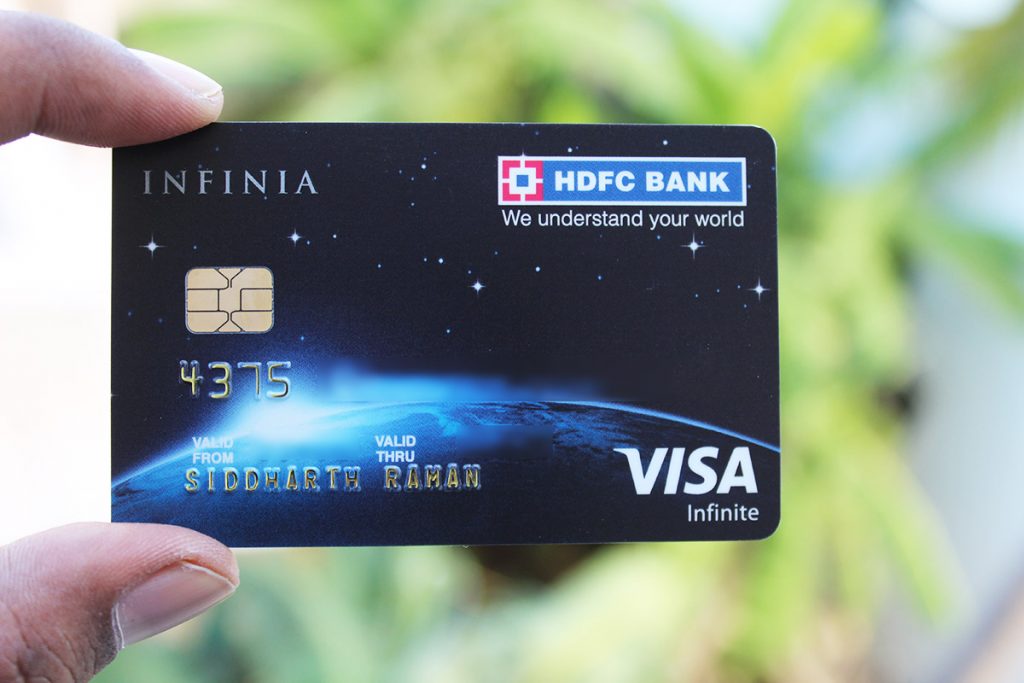 INFINIA
HDFC BANK
We understand your world
4375
VALID
FROM
VALID
THRU
SIDDHARTH RAMAN
VISA
Infinite